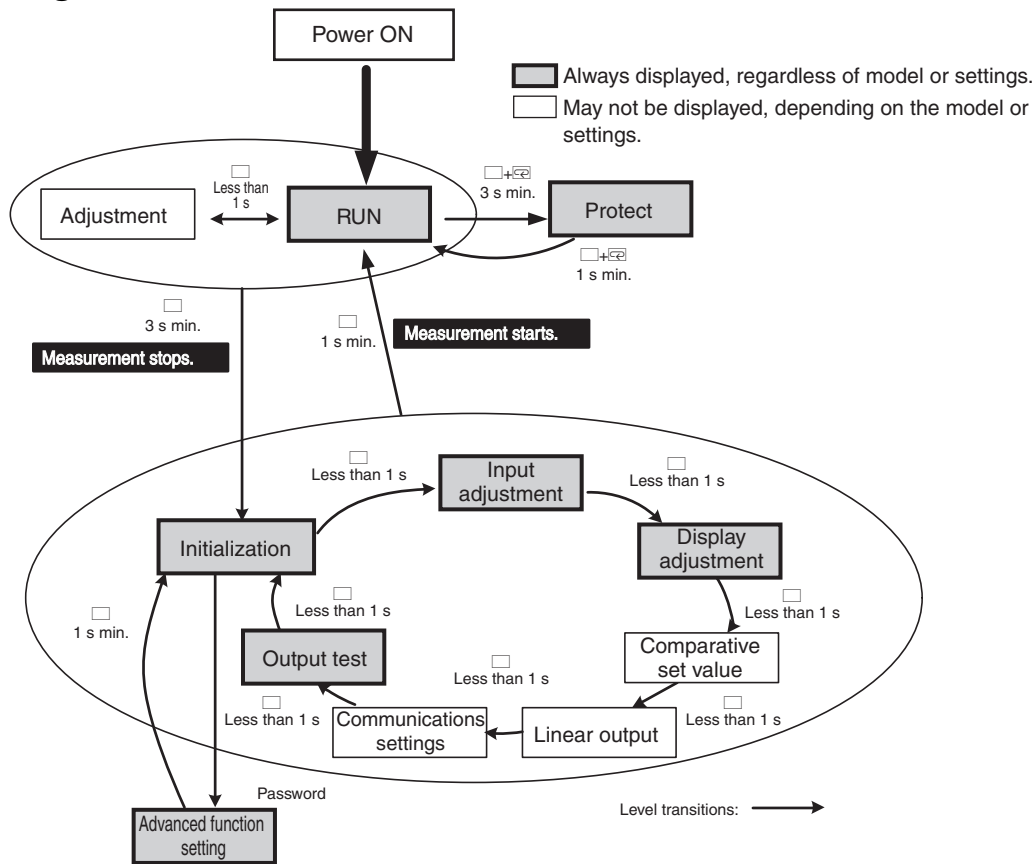 Power ON
Always displayed, regardless of model or settings.
May not be displayed, depending on the model or
settings.
Less than
1 s
3 s min.
Adjustment
RUN
Protect
1 s min.
3 s min.
1 s min.
Measurement starts.
Measurement stops.
Less than 1 s
Input
adjustment
Less than 1 s
Initialization
Display
adjustment
Less than 1 s
Less than 1 s
1 s min.
Output test
Comparative
set value
Less than 1 s
Less than 1 s
Less than 1 s
Communications
settings
Linear output
Password
Level transitions:
Advanced function
setting